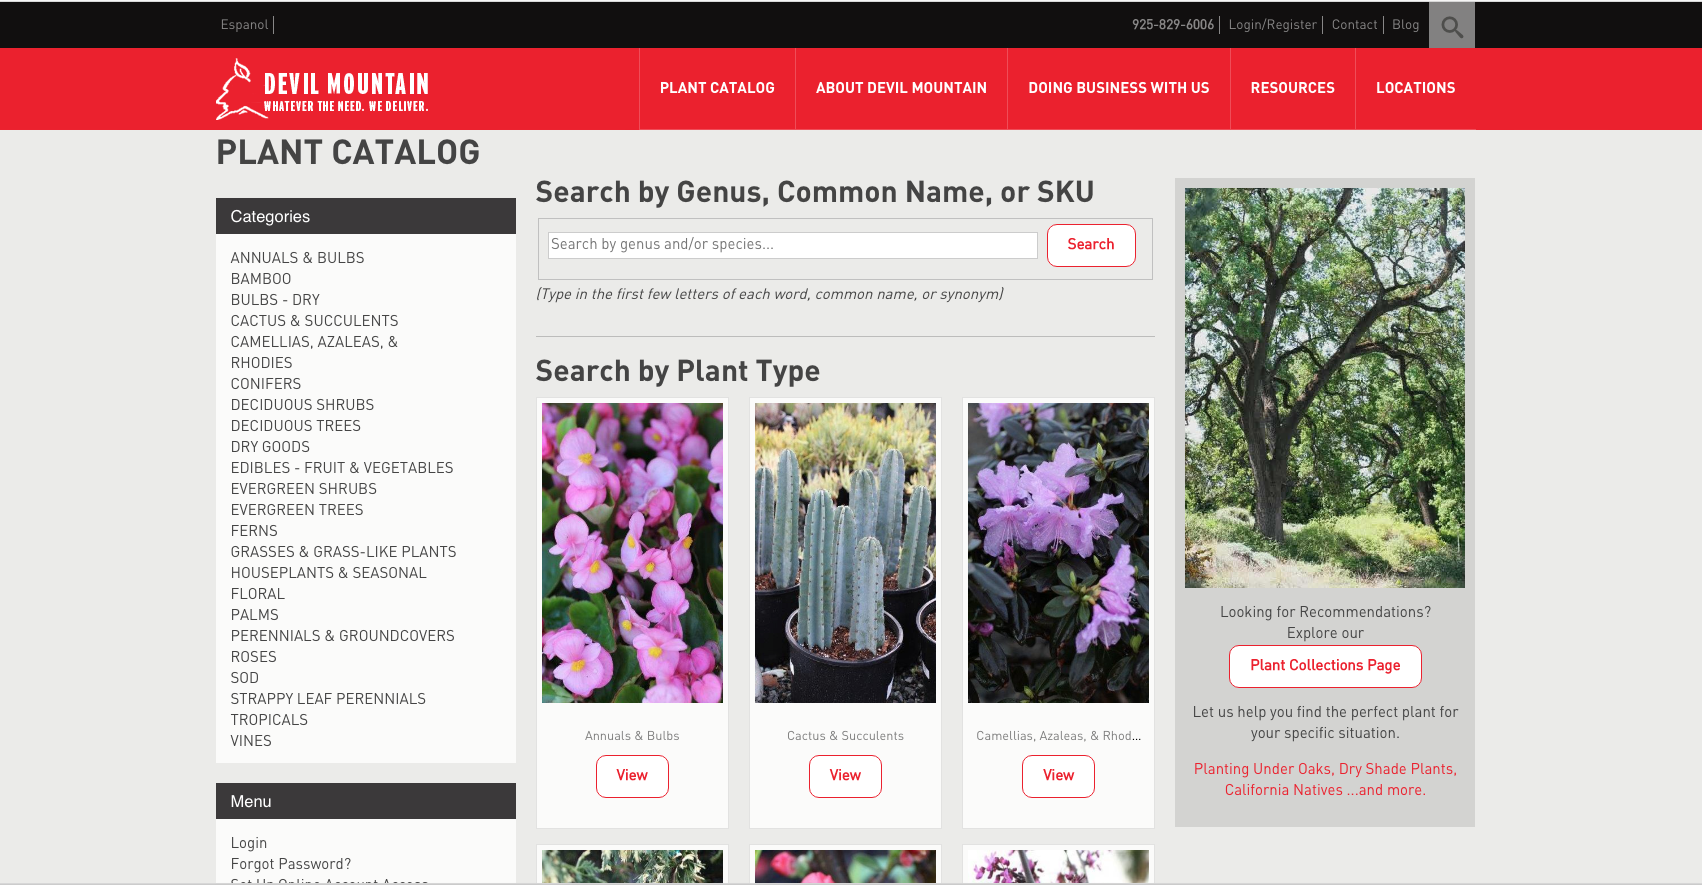 Espanol
925-829-6006
Login/Register
Contact
Blog
DEVIL MOUNTAIN
WHATEVER THE NEED. WE DELIVER.
PLANT CATALOG
ABOUT DEVIL MOUNTAIN
DOING BUSINESS WITH US
RESOURCES
LOCATIONS
PLANT CATALOG
Categories
ANNUALS & BULBS
BAMBOO
BULBS - DRY
CACTUS & SUCCULENTS
CAMELLIAS, AZALEAS, &
RHODIES
CONIFERS
DECIDUOUS SHRUBS
DECIDUOUS TREES
DRY GOODS
EDIBLES - FRUIT & VEGETABLES
EVERGREEN SHRUBS
EVERGREEN TREES
FERNS
GRASSES & GRASS-LIKE PLANTS
HOUSEPLANTS & SEASONAL
FLORAL
PALMS
PERENNIALS & GROUNDCOVERS
ROSES
SOD
STRAPPY LEAF PERENNIALS
TROPICALS
VINES
Menu
Login
Forgot Password?
Set Up Online Account Access
Search by Genus, Common Name, or SKU
Search by genus and/or species...
Search
(Type in the first few letters of each word, common name, or synonym)
Search by Plant Type
Annuals & Bulbs
View
Cactus & Succulents
View
Camellias, Azaleas, & Rhod...
View
Looking for Recommendations?
Explore our
Plant Collections Page
Let us help you find the perfect plant for
your specific situation.
Planting Under Oaks, Dry Shade Plants,
California Natives ...and more.